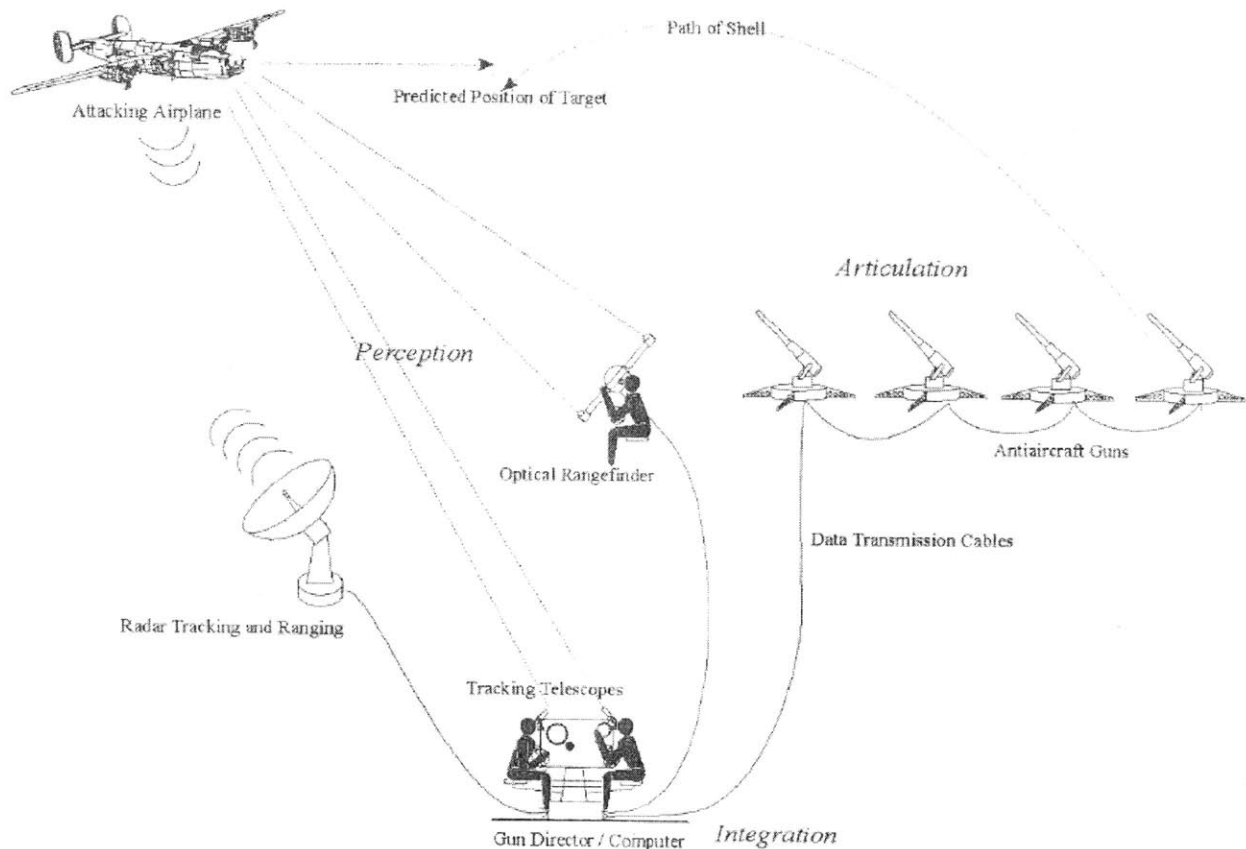 Path of Shell
Predicted Position of Target
Attacking Airplane
Articulation
Perception
Antiaircraft Guns
Optical Rangefinder
Data Transmission Cables
Radar Tracking and Ranging
Tracking Telescopes
Gun Director / Computer
Integration